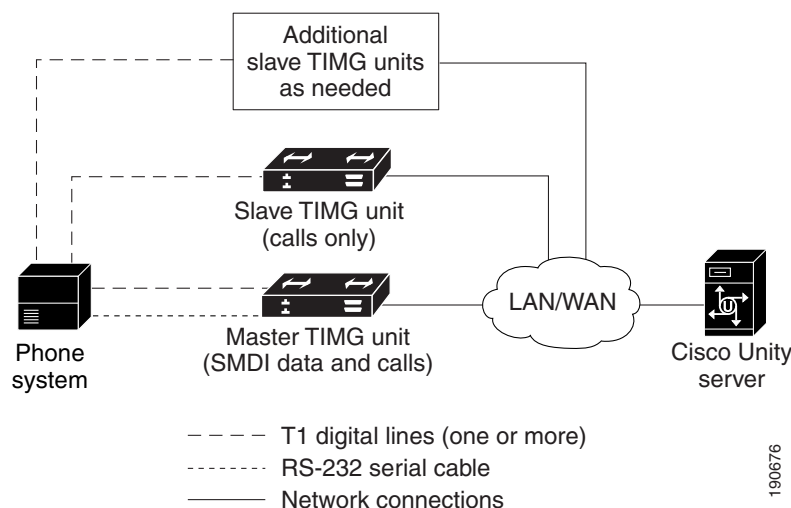 Additional
slave TIMG units
as needed
Slave TIMG unit
(calls only)
LAN/WAN
Phone
system
Master TIMG unit
(SMDI data and calls)
Cisco Unity
server
T1 digital lines (one or more)
RS-232 serial cable
Network connections
190676